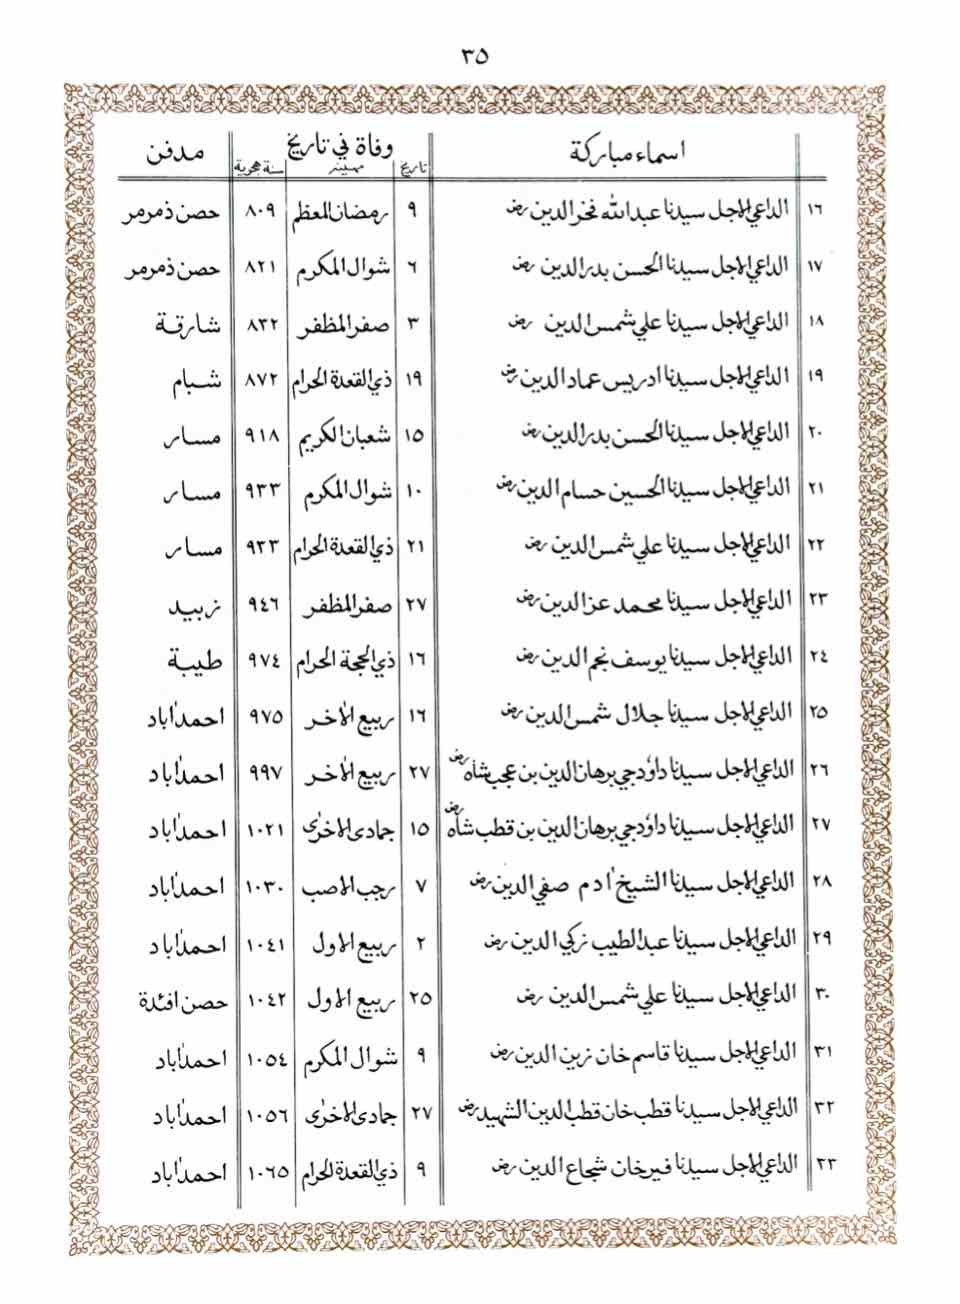 ٣٥
اسماء مباركة وفاة في تاريخ مدفن
تاريخ مهينہ سنة هجرية
١٦ الداعي الاجل سيدنا عبدالله فخرالدين رض ٩ رمضان المعظم ٨٠٩ حصن ذمرمر
١٧ الداعي الاجل سيدنا الحسن بدرالدين رض ٦ شوال المكرم ٨٢١ حصن ذمرمر
١٨ الداعي الاجل سيدنا علي شمس الدين رض ٣ صفر المظفر ٨٣٢ شارقة
١٩ الداعي الاجل سيدنا ادريس عماد الدين رض ١٩ ذي القعدة الحرام ٨٧٢ شبام
٢٠ الداعي الاجل سيدنا الحسن بدرالدين رض ١٥ شعبان الكريم ٩١٨ مسار
٢١ الداعي الاجل سيدنا الحسين حسام الدين رض ١٠ شوال المكرم ٩٣٣ مسار
٢٢ الداعي الاجل سيدنا علي شمس الدين رض ٢١ ذي القعدة الحرام ٩٣٣ مسار
٢٣ الداعي الاجل سيدنا محمد عزالدين رض ٢٧ صفر المظفر ٩٤٦ زبيد
٢٤ الداعي الاجل سيدنا يوسف نجم الدين رض ١٦ ذي الحجة الحرام ٩٧٤ طيبة
٢٥ الداعي الاجل سيدنا جلال شمس الدين رض ١٦ ربيع الآخر ٩٧٥ احمدآباد
٢٦ الداعي الاجل سيدنا داودجي برهان الدين بن عجب شاه رض ٢٧ ربيع الآخر ٩٩٧ احمدآباد
٢٧ الداعي الاجل سيدنا داودجي برهان الدين بن قطب شاه رض ١٥ جمادى الاخرى ١٠٢١ احمدآباد
٢٨ الداعي الاجل سيدنا الشيخ آدم صفي الدين رض ٧ رجب الاصب ١٠٣٠ احمدآباد
٢٩ الداعي الاجل سيدنا عبدالطيب زكي الدين رض ٢ ربيع الاول ١٠٤١ احمدآباد
٣٠ الداعي الاجل سيدنا علي شمس الدين رض ٢٥ ربيع الاول ١٠٤٢ حصن افئدة
٣١ الداعي الاجل سيدنا قاسم خان زين الدين رض ٩ شوال المكرم ١٠٥٤ احمدآباد
٣٢ الداعي الاجل سيدنا قطب خان قطب الدين الشهيد رض ٢٧ جمادى الاخرى ١٠٥٦ احمدآباد
٣٣ الداعي الاجل سيدنا فيرخان شجاع الدين رض ٩ ذي القعدة الحرام ١٠٦٥ احمدآباد